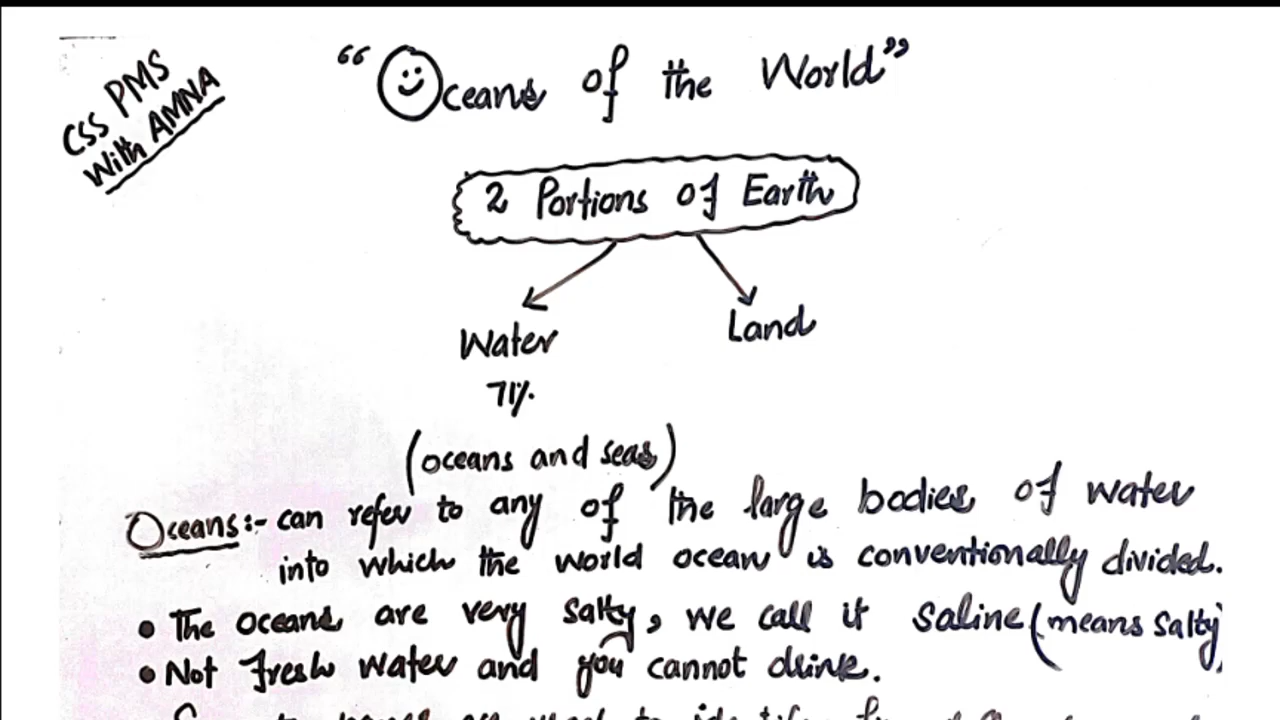 CSS PMS
With AMNA
"Oceans of the World"
2 Portions of Earth
Water
Land
71%
(oceans and seas)
Oceans:- can refer to any of the large bodies of water
into which the world ocean is conventionally divided.
• The oceans are very salty, we call it saline (means salty)
• Not fresh water and you cannot drink.